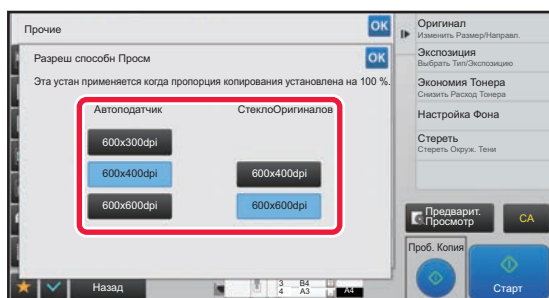 Прочие
OK
Разреш способн Просм
OK
Эта устан применяется когда пропорция копирования установлена на 100 %.
Автоподатчик
СтеклоОригиналов
600x300dpi
600x400dpi
600x400dpi
600x600dpi
600x600dpi
Назад
3 B4
4 A3
A4
Оригинал
Изменить Размер/Направл.
Экспозиция
Выбрать Тип/Экспозицию
Экономия Тонера
Снизить Расход Тонера
Настройка Фона
Стереть
Стереть Окруж. Тени
Предварит.
Просмотр
CA
Проб. Копия
Старт